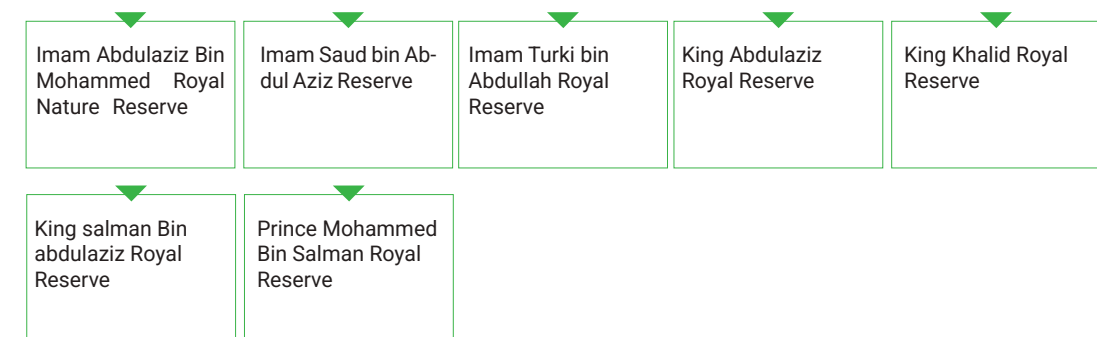 Imam Abdulaziz Bin
Mohammed Royal
Nature Reserve
Imam Saud bin Ab-
dul Aziz Reserve
Imam Turki bin
Abdullah Royal
Reserve
King Abdulaziz
Royal Reserve
King Khalid Royal
Reserve
King salman Bin
abdulaziz Royal
Reserve
Prince Mohammed
Bin Salman Royal
Reserve